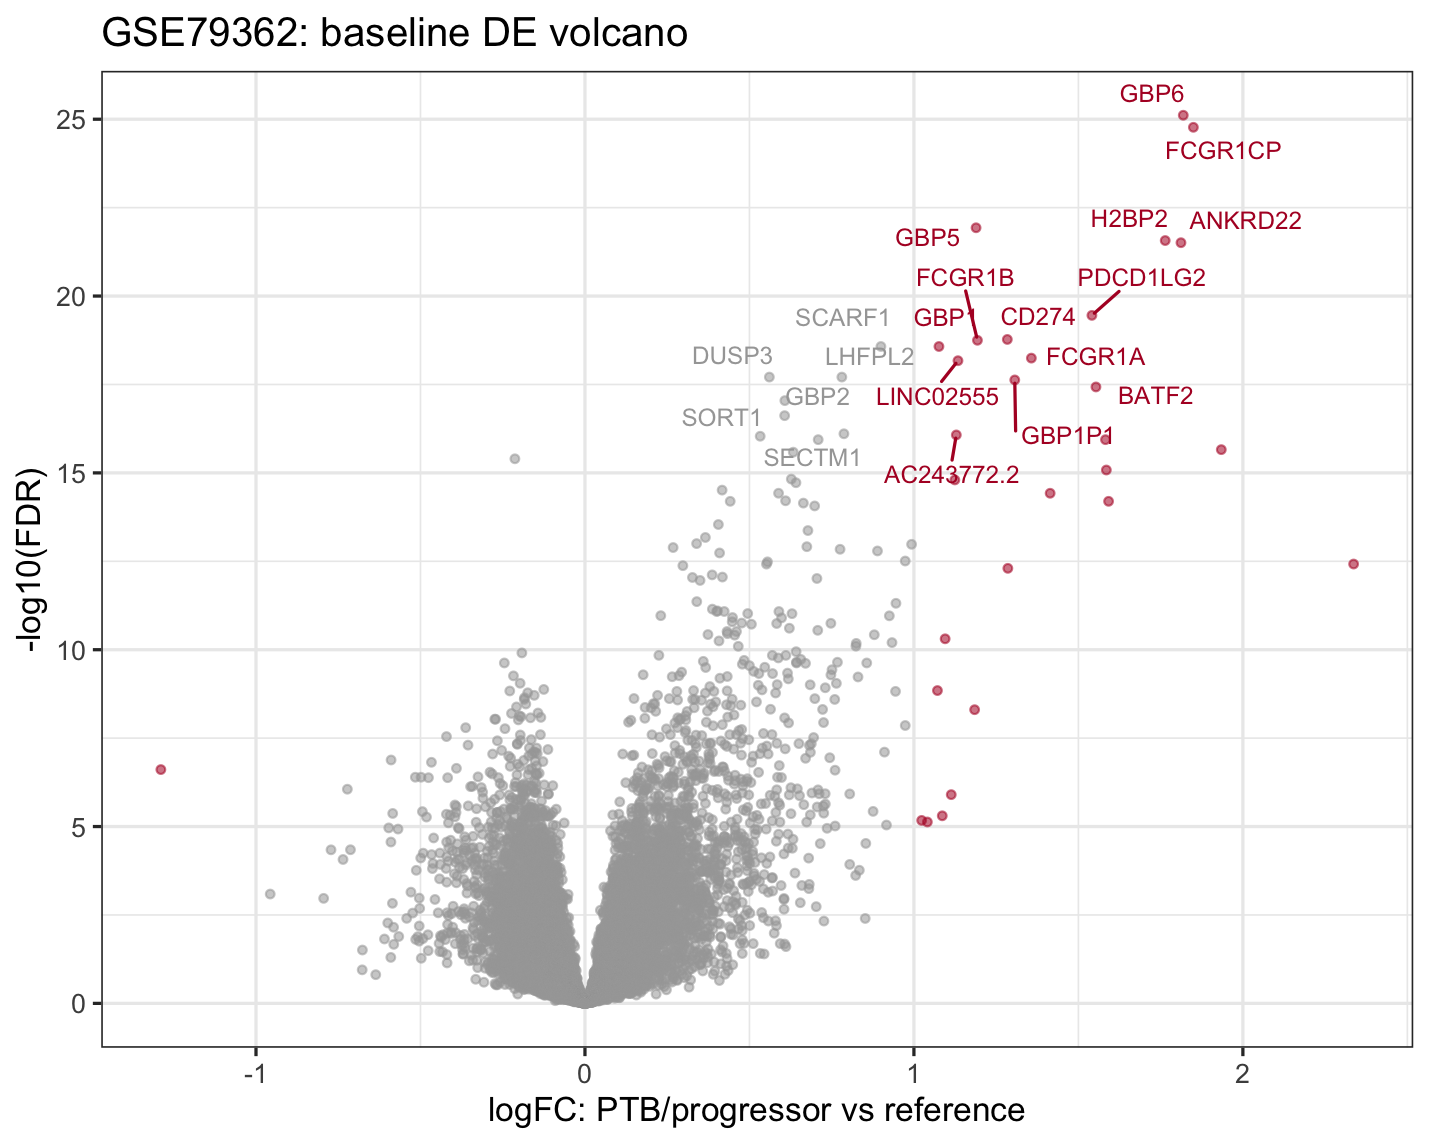 GSE79362: baseline DE volcano
GBP6
FCGR1CP
H2BP2
ANKRD22
GBP5
FCGR1B
PDCD1LG2
SCARF1
GBP1
CD274
DUSP3
LHFPL2
FCGR1A
GBP2
LINC02555
BATF2
SORT1
GBP1P1
SECTM1
AC243772.2
25
20
15
10
5
0
-log10(FDR)
-1
0
1
2
logFC: PTB/progressor vs reference